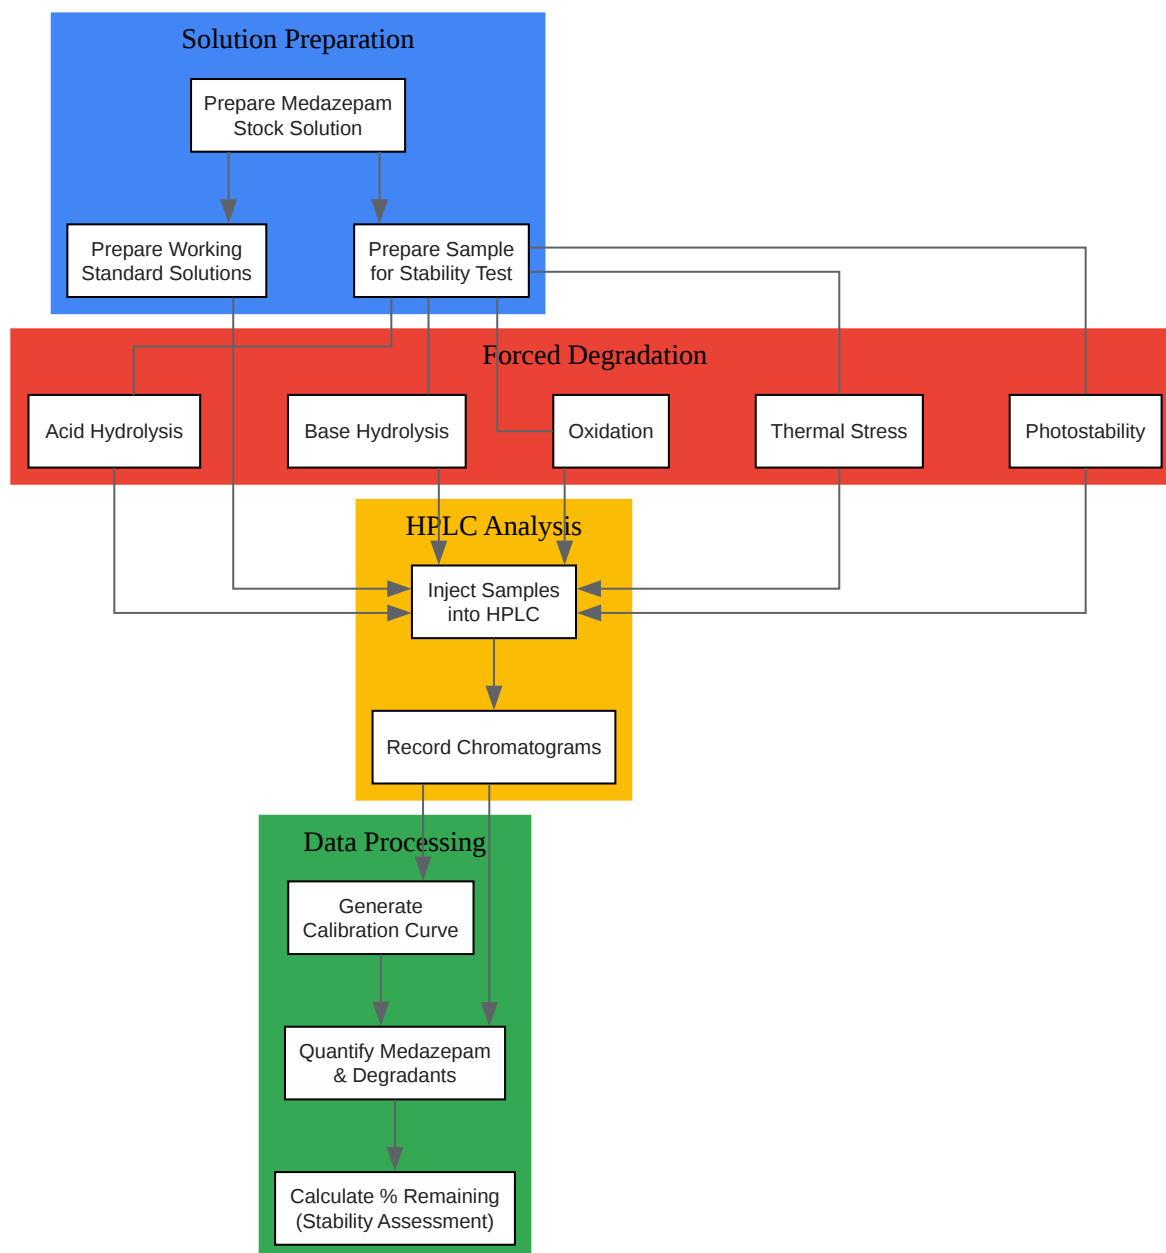 Solution Preparation
Prepare Medazepam
Stock Solution
Prepare Working
Standard Solutions
Prepare Sample
for Stability Test
Forced Degradation
Acid Hydrolysis
Base Hydrolysis
Oxidation
Thermal Stress
Photostability
HPLC Analysis
Inject Samples
into HPLC
Record Chromatograms
Data Processing
Generate
Calibration Curve
Quantify Medazepam
& Degradants
Calculate % Remaining
(Stability Assessment)